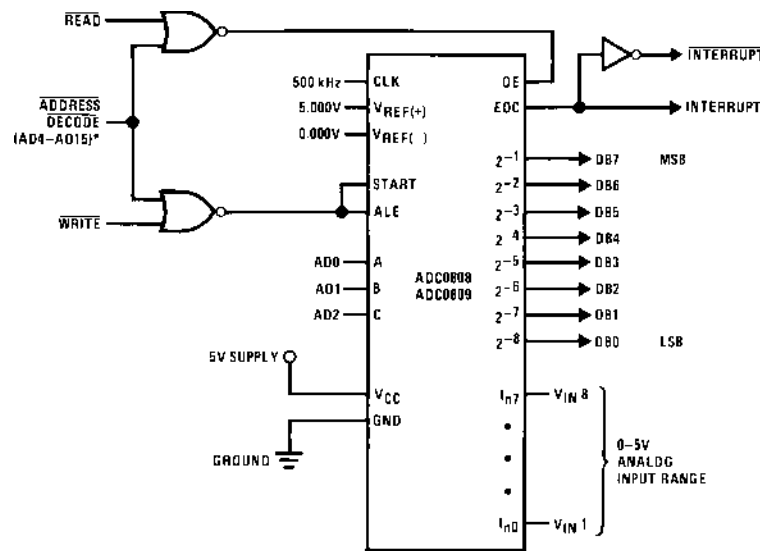 READ
ADDRESS
DECODE
(AD4–AD15)*
WRITE
500 kHz
5.000V
0.000V
AD0
AD1
AD2
5V SUPPLY
GROUND
CLK
VREF(+)
VREF(-)
START
ALE
A
B
C
VCC
GND
ADC0808
ADC0809
OE
EOC
2-1
2-2
2-3
2-4
2-5
2-6
2-7
2-8
In7
In0
INTERRUPT
INTERRUPT
DB7 MSB
DB6
DB5
DB4
DB3
DB2
DB1
DB0 LSB
VIN 8
VIN 1
0–5V
ANALOG
INPUT RANGE